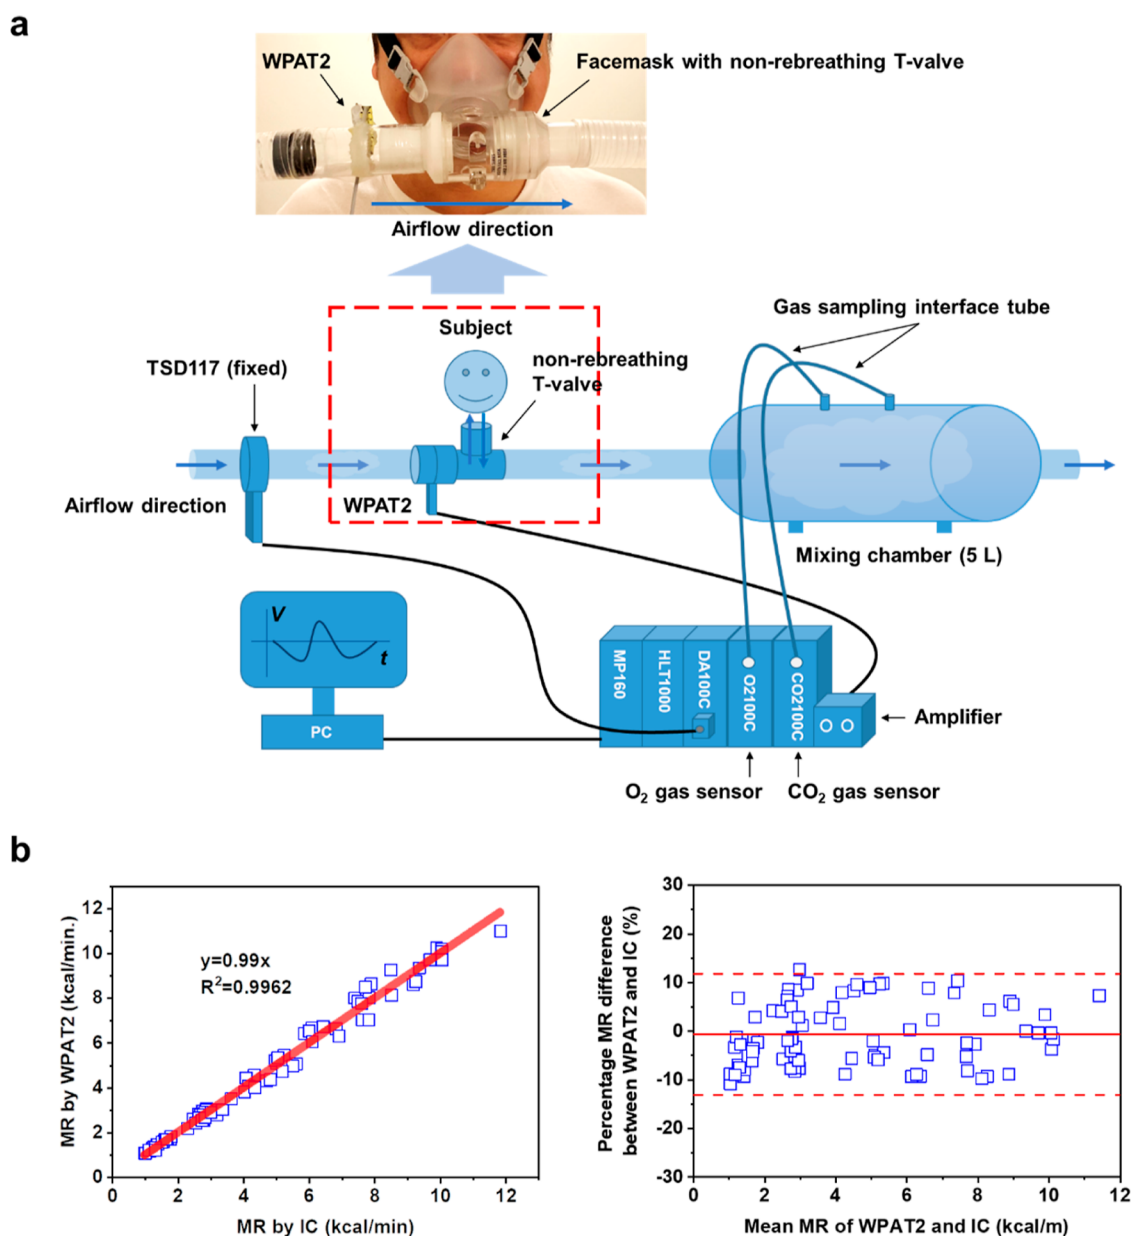 a
WPAT2
Facemask with non-rebreathing T-valve
Airflow direction
Gas sampling interface tube
Subject
TSD117 (fixed)
non-rebreathing
T-valve
Airflow direction
WPAT2
Mixing chamber (5 L)
V
t
PC
MP160
HLT1000
DA100C
O2100C
CO2100C
Amplifier
O2 gas sensor
CO2 gas sensor
b
MR by WPAT2 (kcal/min.)
12
10
8
6
4
2
0
y=0.99x
R2=0.9962
0 2 4 6 8 10 12
MR by IC (kcal/min)
Percentage MR difference
between WPAT2 and IC (%)
30
20
10
0
-10
-20
-30
0 2 4 6 8 10 12
Mean MR of WPAT2 and IC (kcal/m)